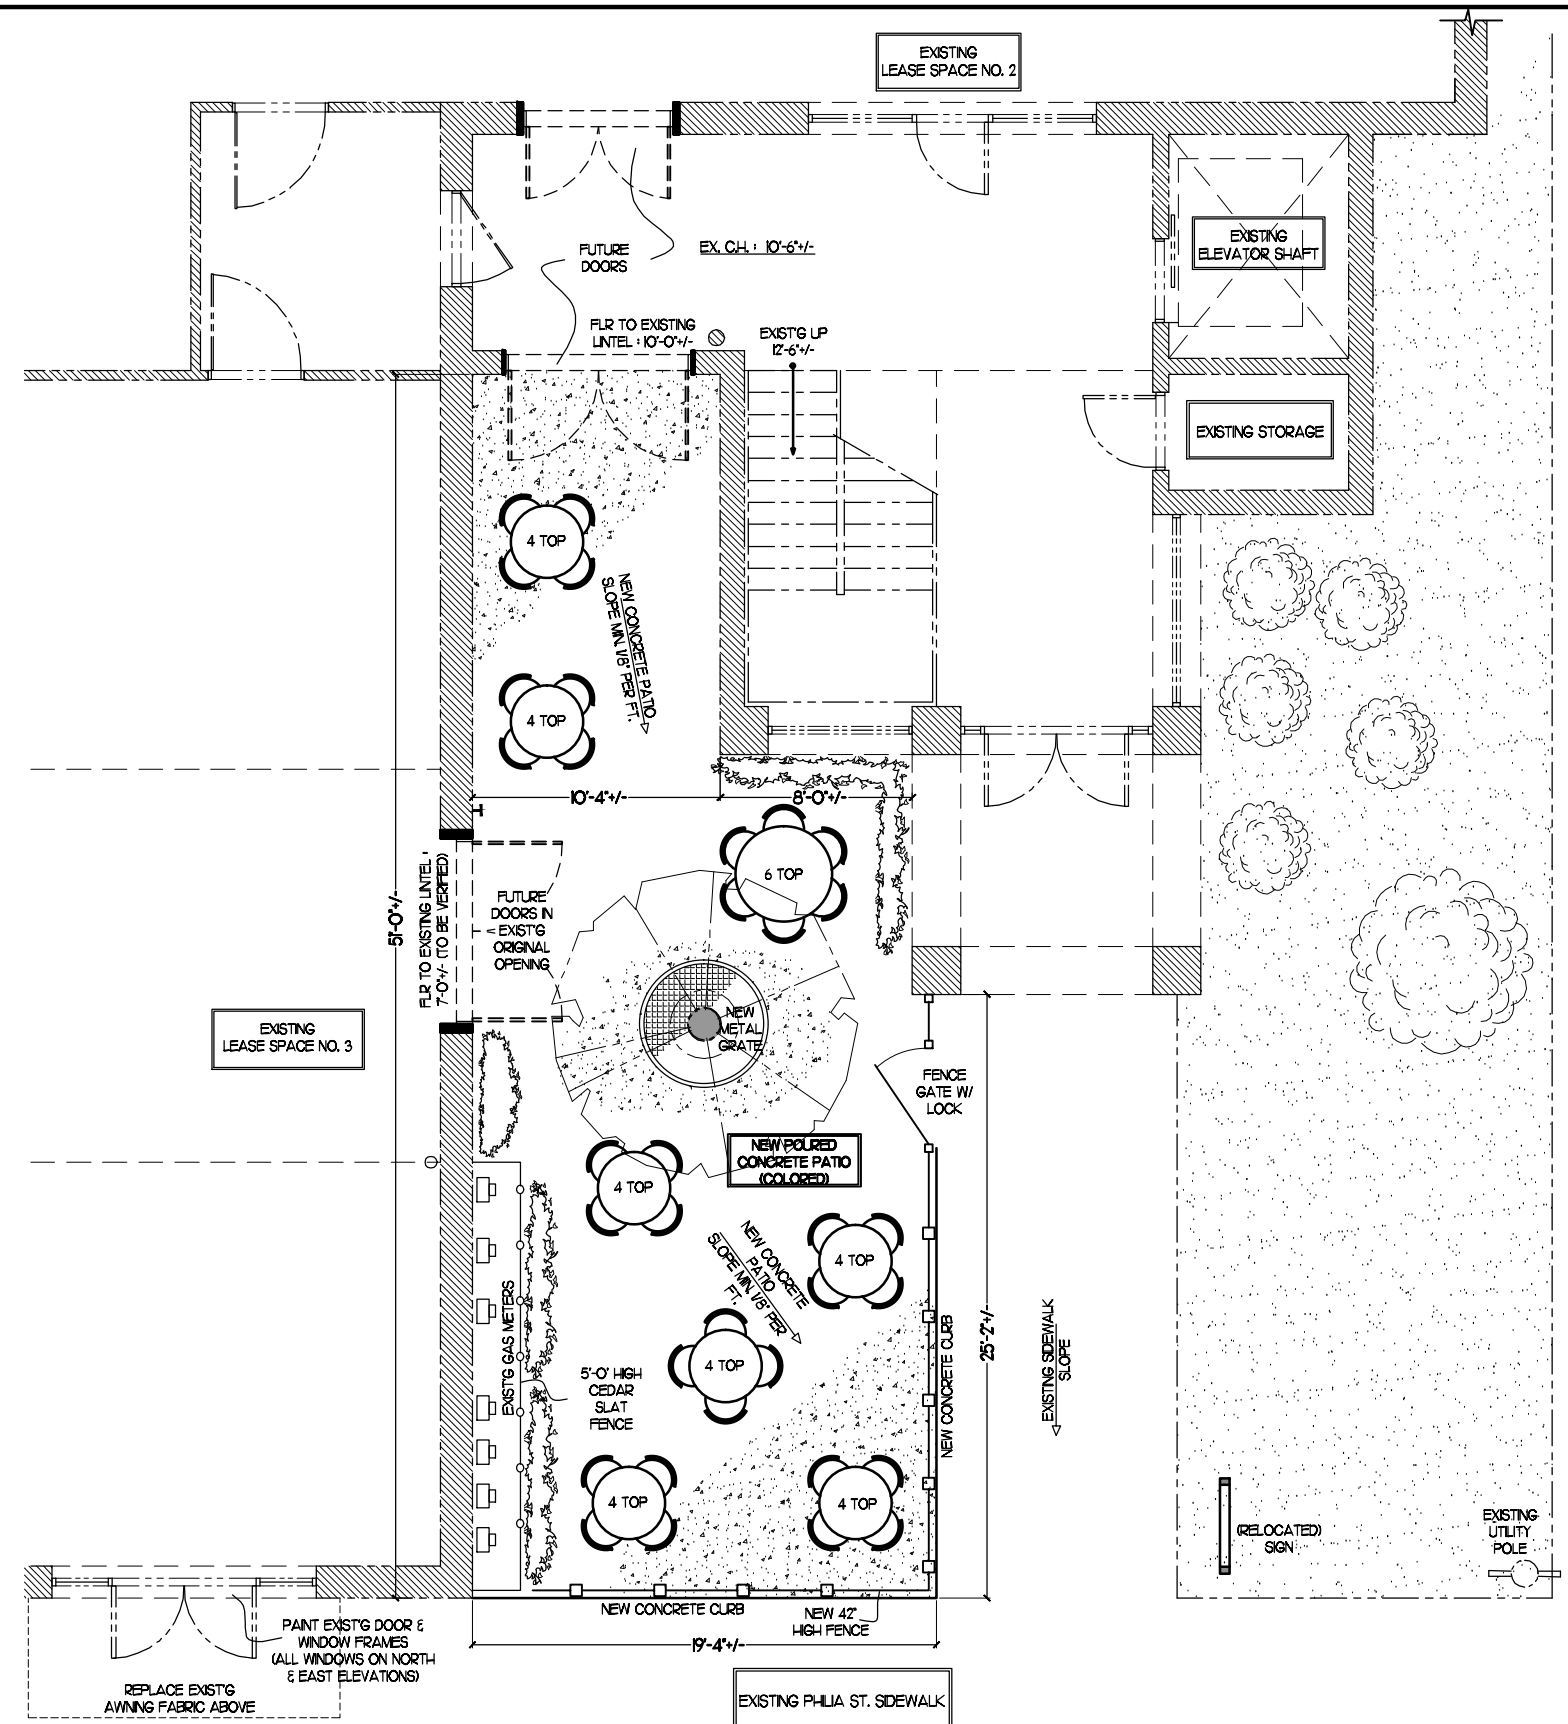 EXISTING
LEASE SPACE NO. 2
FUTURE
DOORS
EX. C.H. : 10'-6"+/-
EXISTING
ELEVATOR SHAFT
FLR TO EXISTING
LINTEL : 10'-0"+/-
EXIST'G UP
12'-6"+/-
EXISTING STORAGE
4 TOP
NEW CONCRETE PATIO
SLOPE MIN. 1/8" PER FT.
4 TOP
10'-4"+/-
8'-0"+/-
51'-0"+/-
FLR TO EXISTING LINTEL :
7'-0"+/- (TO BE VERIFIED)
FUTURE
DOORS IN
EXIST'G
ORIGINAL
OPENING
6 TOP
NEW
METAL
GRATE
EXISTING
LEASE SPACE NO. 3
FENCE
GATE W/
LOCK
NEW POURED
CONCRETE PATIO
(COLORED)
4 TOP
4 TOP
NEW CONCRETE
PATIO
SLOPE MIN. 1/8" PER
FT.
EXIST'G GAS METERS
5'-0" HIGH
CEDAR
SLAT
FENCE
4 TOP
NEW CONCRETE CURB
25'-2"+/-
EXISTING SIDEWALK
SLOPE
4 TOP
4 TOP
(RELOCATED)
SIGN
EXISTING
UTILITY
POLE
NEW CONCRETE CURB
NEW 42"
HIGH FENCE
19'-4"+/-
PAINT EXIST'G DOOR &
WINDOW FRAMES
(ALL WINDOWS ON NORTH
& EAST ELEVATIONS)
REPLACE EXIST'G
AWNING FABRIC ABOVE
EXISTING PHILIA ST. SIDEWALK